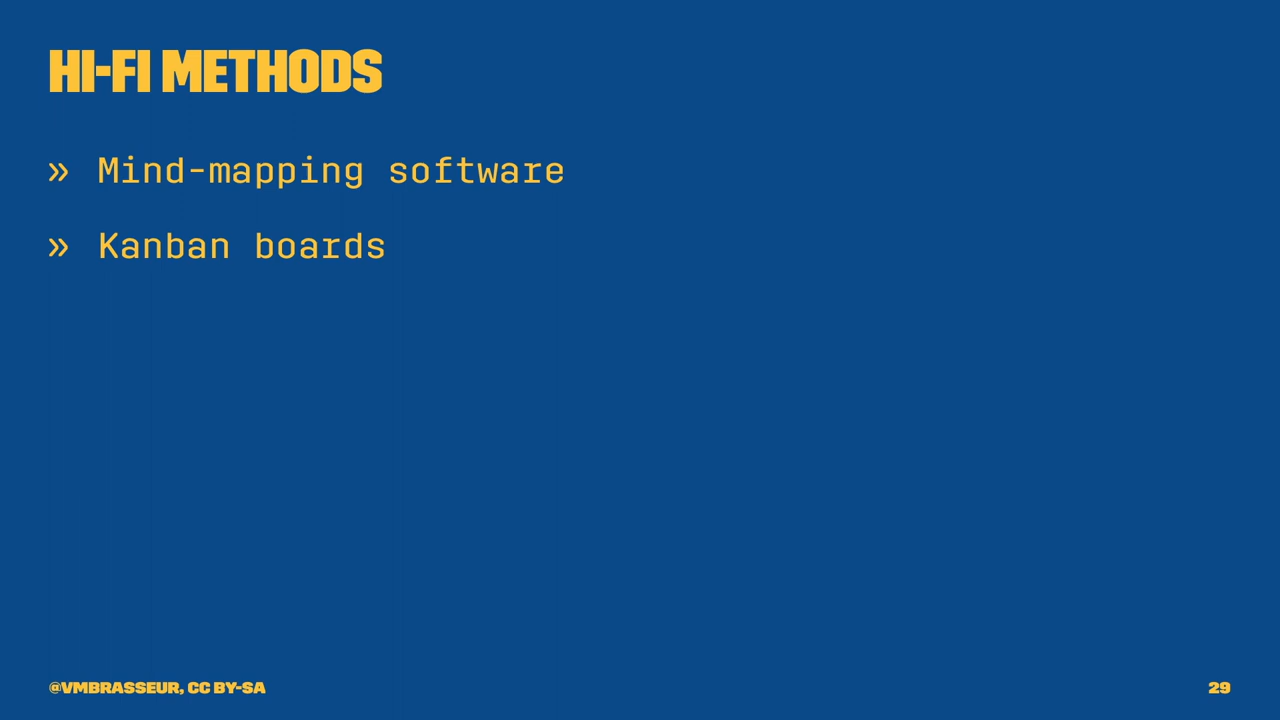 HI-FI METHODS
» Mind-mapping software
» Kanban boards
@VMBRASSEUR, CC BY-SA
29